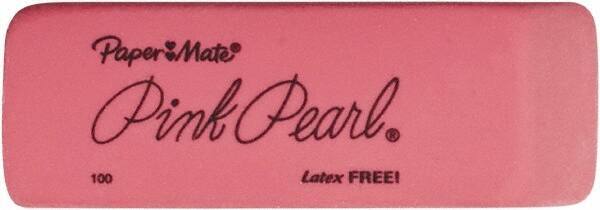 Paper Mate®
Pink Pearl®
100 Latex FREE!